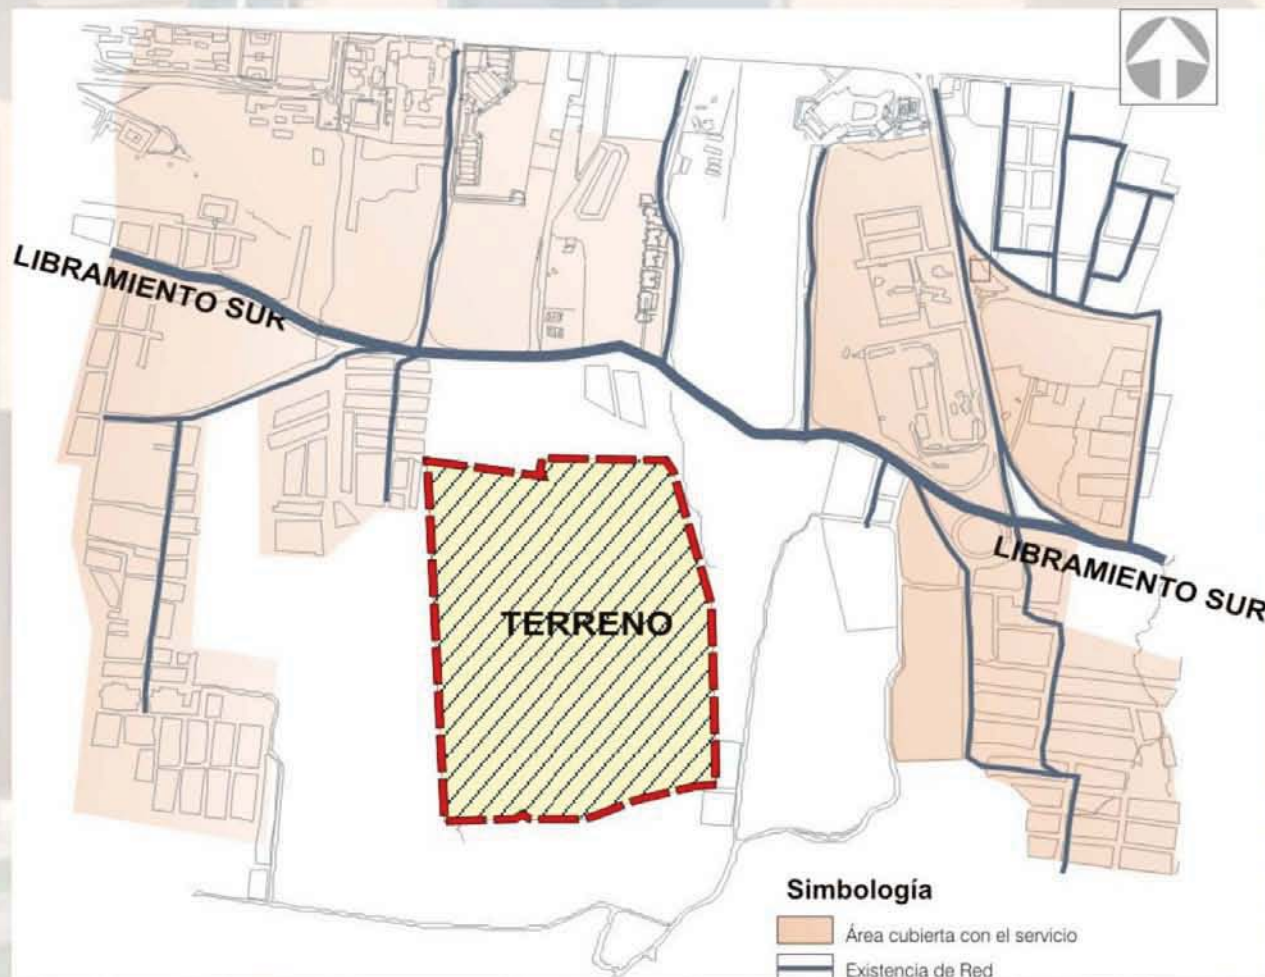 LIBRAMIENTO SUR
TERRENO
LIBRAMIENTO SUR
Simbología
Área cubierta con el servicio
Existencia de Red